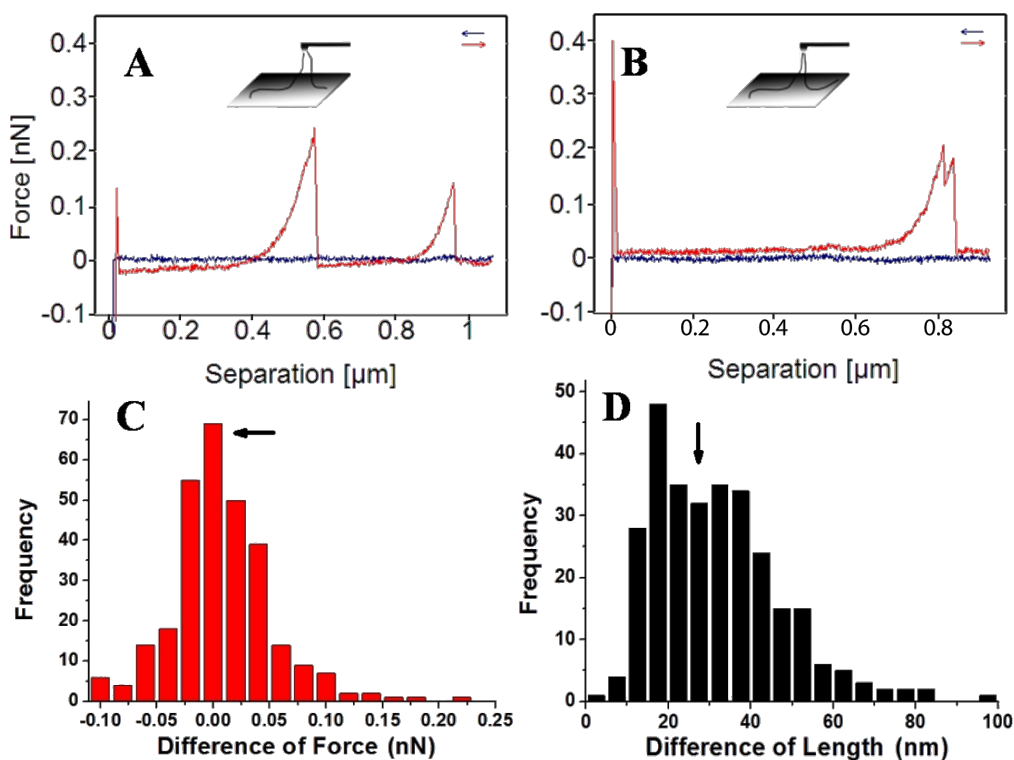 A
Force [nN]
0.4
0.3
0.2
0.1
0
-0.1
0 0.2 0.4 0.6 0.8 1
Separation [µm]
B
0.4
0.3
0.2
0.1
0
-0.1
0 0.2 0.4 0.6 0.8
Separation [µm]
C
Frequency
70
60
50
40
30
20
10
0
-0.10 -0.05 0.00 0.05 0.10 0.15 0.20 0.25
Difference of Force (nN)
D
Frequency
50
40
30
20
10
0
0 20 40 60 80 100
Difference of Length (nm)